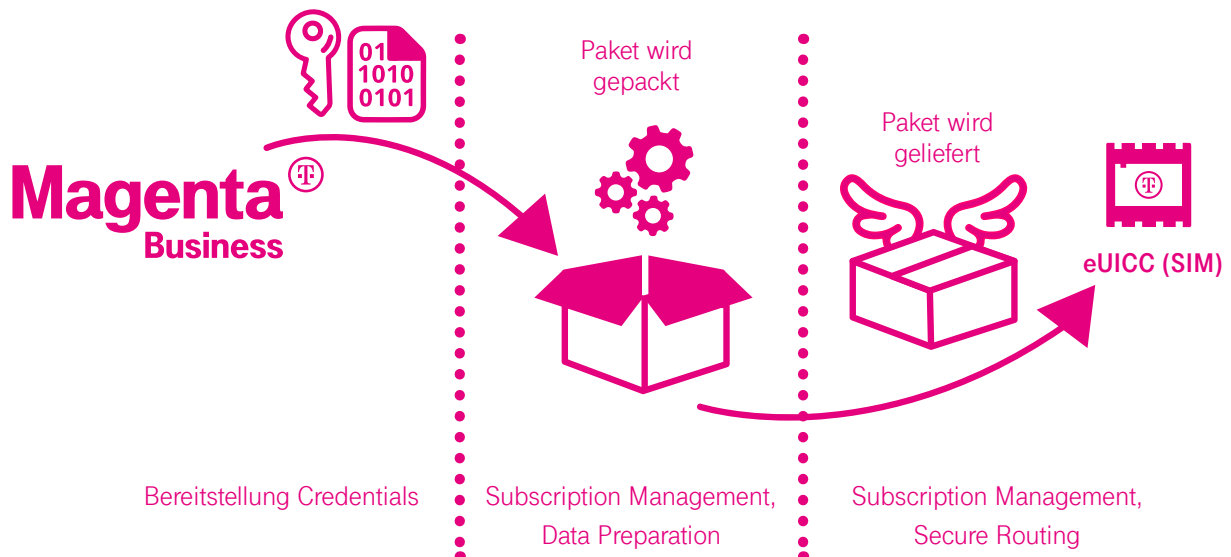 01
1010
0101
Magenta
T
Business
Paket wird
gepackt
Paket wird
geliefert
T
eUICC (SIM)
Bereitstellung Credentials
Subscription Management,
Data Preparation
Subscription Management,
Secure Routing